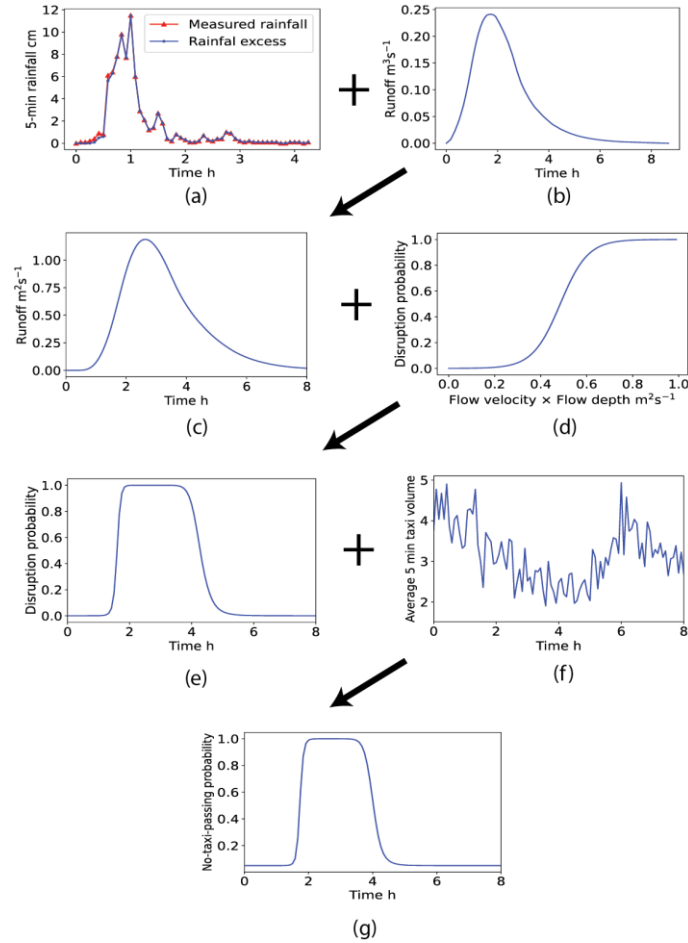 12
10
8
6
4
2
0
5-min rainfall cm
Measured rainfall
Rainfal excess
0 1 2 3 4
Time h
(a)
+
0.25
0.20
0.15
0.10
0.05
0.00
Runoff m³s⁻¹
0 2 4 6 8
Time h
(b)
1.00
0.75
0.50
0.25
0.00
Runoff m²s⁻¹
0 2 4 6 8
Time h
(c)
+
1.0
0.8
0.6
0.4
0.2
0.0
Disruption probability
0.0 0.2 0.4 0.6 0.8 1.0
Flow velocity × Flow depth m²s⁻¹
(d)
1.0
0.8
0.6
0.4
0.2
0.0
Disruption probability
0 2 4 6 8
Time h
(e)
+
5
4
3
2
Average 5 min taxi volume
0 2 4 6 8
Time h
(f)
1.0
0.8
0.6
0.4
0.2
No-taxi-passing probability
0 2 4 6 8
Time h
(g)